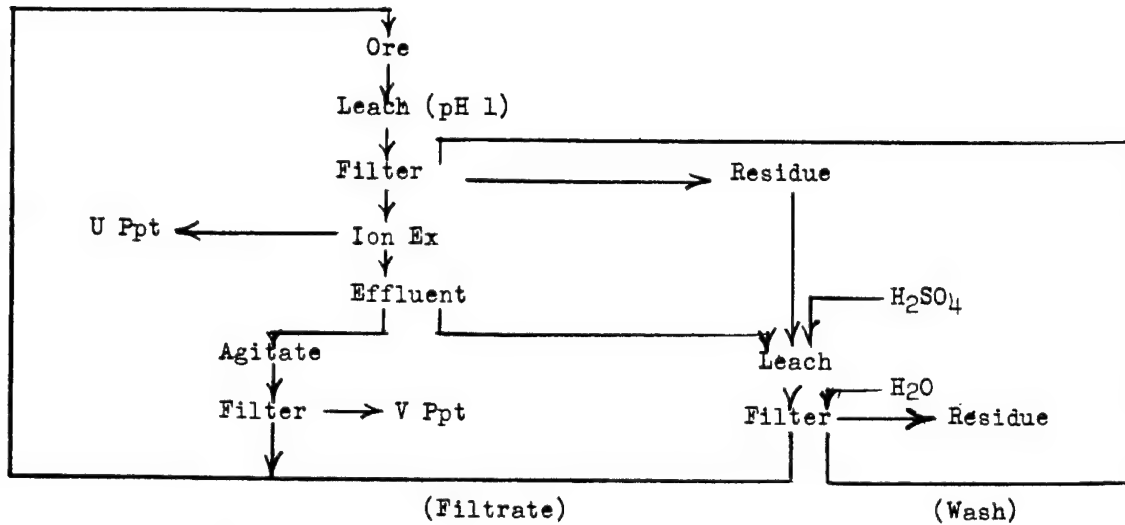 Ore
Leach (pH 1)
Filter
Residue
U Ppt
Ion Ex
Effluent
H2SO4
Agitate
Leach
H2O
Filter
V Ppt
Filter
Residue
(Filtrate)
(Wash)